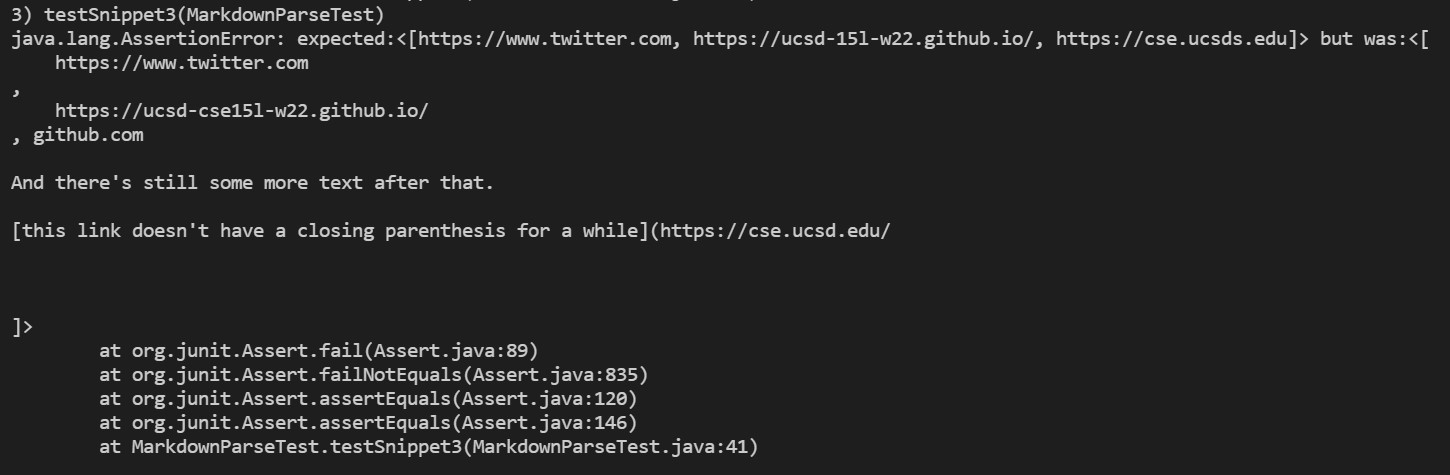 3) testSnippet3(MarkdownParseTest)
java.lang.AssertionError: expected:<[https://www.twitter.com, https://ucsd-15l-w22.github.io/, https://cse.ucsds.edu]> but was:<[
    https://www.twitter.com
,
    https://ucsd-cse15l-w22.github.io/
, github.com

And there's still some more text after that.

[this link doesn't have a closing parenthesis for a while](https://cse.ucsd.edu/



]>
        at org.junit.Assert.fail(Assert.java:89)
        at org.junit.Assert.failNotEquals(Assert.java:835)
        at org.junit.Assert.assertEquals(Assert.java:120)
        at org.junit.Assert.assertEquals(Assert.java:146)
        at MarkdownParseTest.testSnippet3(MarkdownParseTest.java:41)